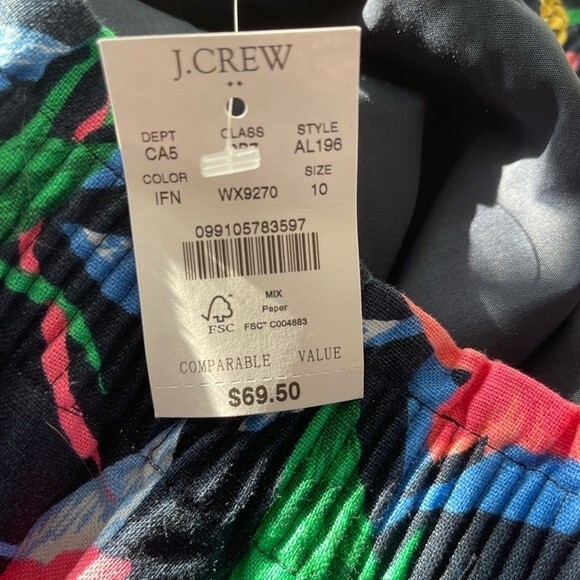 J.CREW
DEPT CLASS STYLE
CA5 AL196
COLOR SIZE
IFN WX9270 10
099105783597
MIX
Paper
FSC FSC™ C004883
COMPARABLE VALUE
$69.50